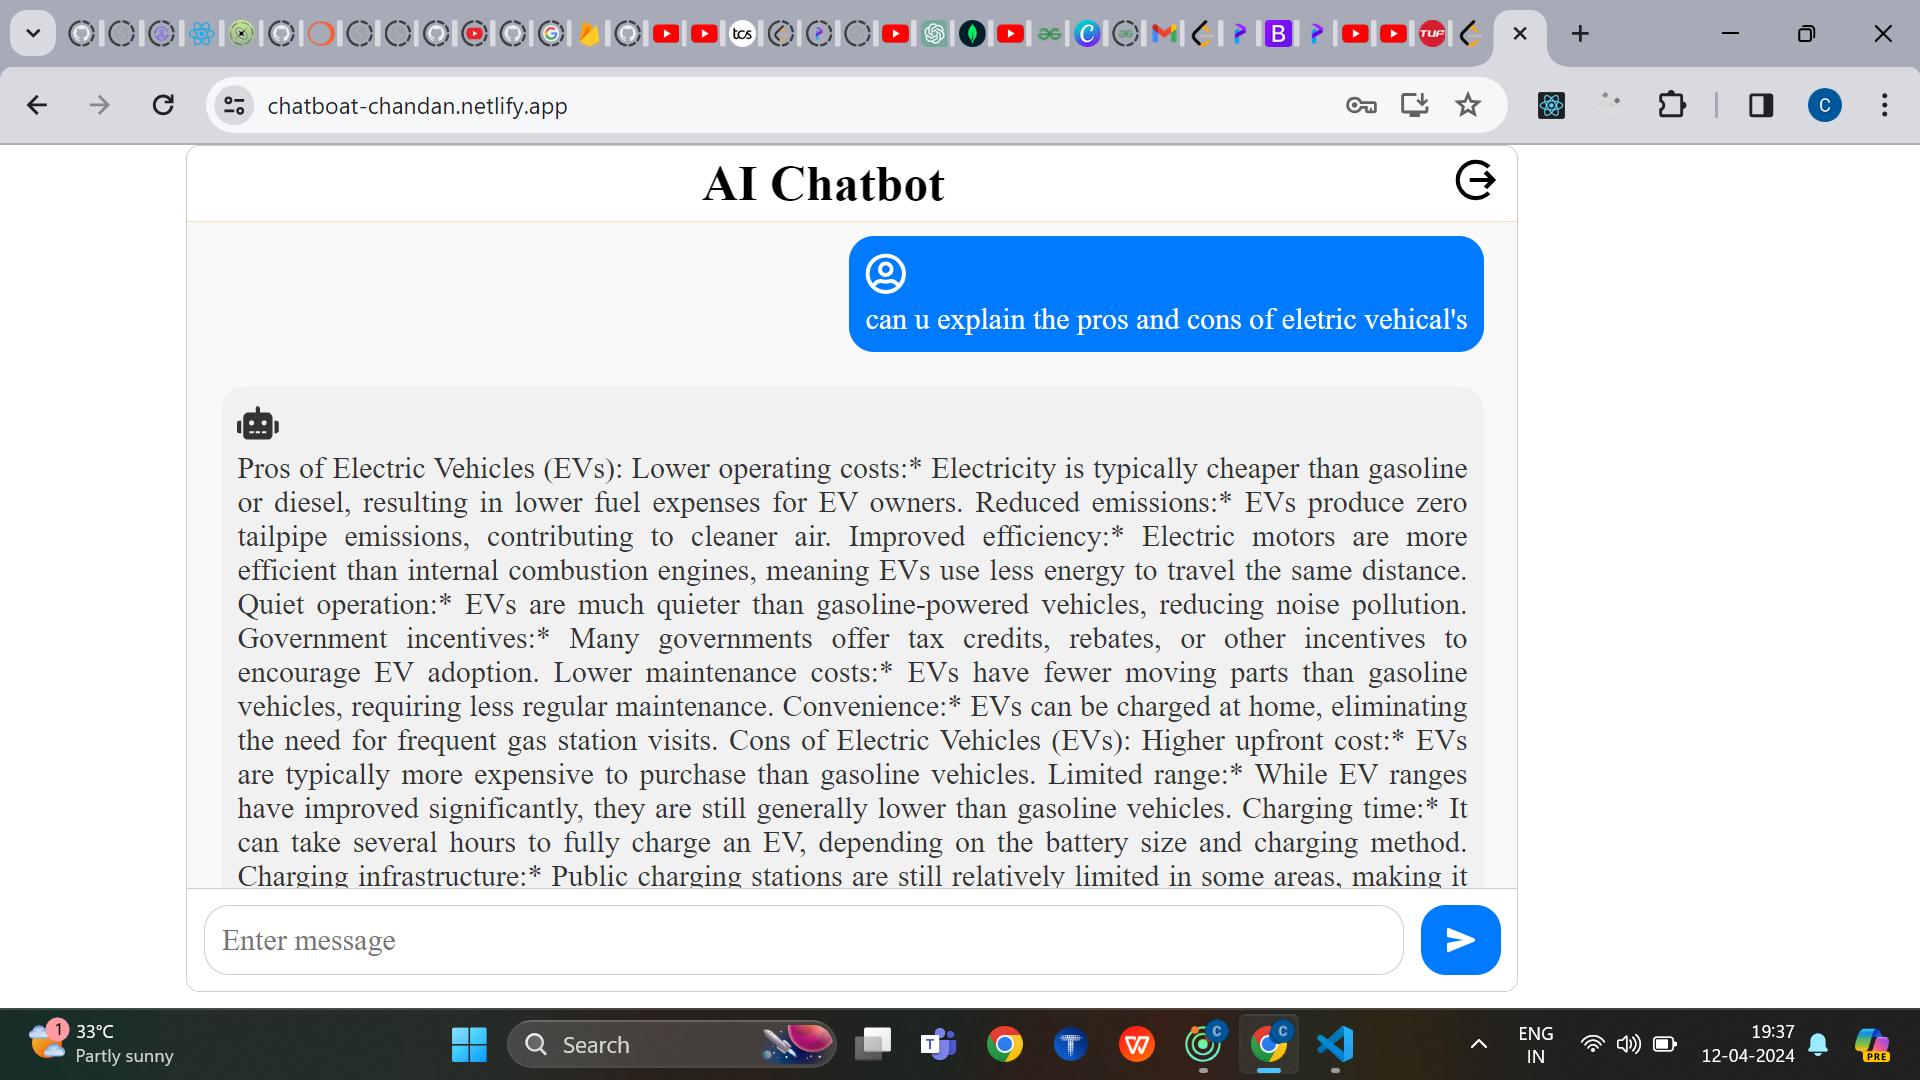 tcs
B
TUF
chatboat-chandan.netlify.app
C
AI Chatbot
can u explain the pros and cons of eletric vehical's
Pros of Electric Vehicles (EVs): Lower operating costs:* Electricity is typically cheaper than gasoline
or diesel, resulting in lower fuel expenses for EV owners. Reduced emissions:* EVs produce zero
tailpipe emissions, contributing to cleaner air. Improved efficiency:* Electric motors are more
efficient than internal combustion engines, meaning EVs use less energy to travel the same distance.
Quiet operation:* EVs are much quieter than gasoline-powered vehicles, reducing noise pollution.
Government incentives:* Many governments offer tax credits, rebates, or other incentives to
encourage EV adoption. Lower maintenance costs:* EVs have fewer moving parts than gasoline
vehicles, requiring less regular maintenance. Convenience:* EVs can be charged at home, eliminating
the need for frequent gas station visits. Cons of Electric Vehicles (EVs): Higher upfront cost:* EVs
are typically more expensive to purchase than gasoline vehicles. Limited range:* While EV ranges
have improved significantly, they are still generally lower than gasoline vehicles. Charging time:* It
can take several hours to fully charge an EV, depending on the battery size and charging method.
Charging infrastructure:* Public charging stations are still relatively limited in some areas, making it
Enter message
1
33°C
Partly sunny
Search
T
T
W
C
C
ENG
IN
19:37
12-04-2024
PRE